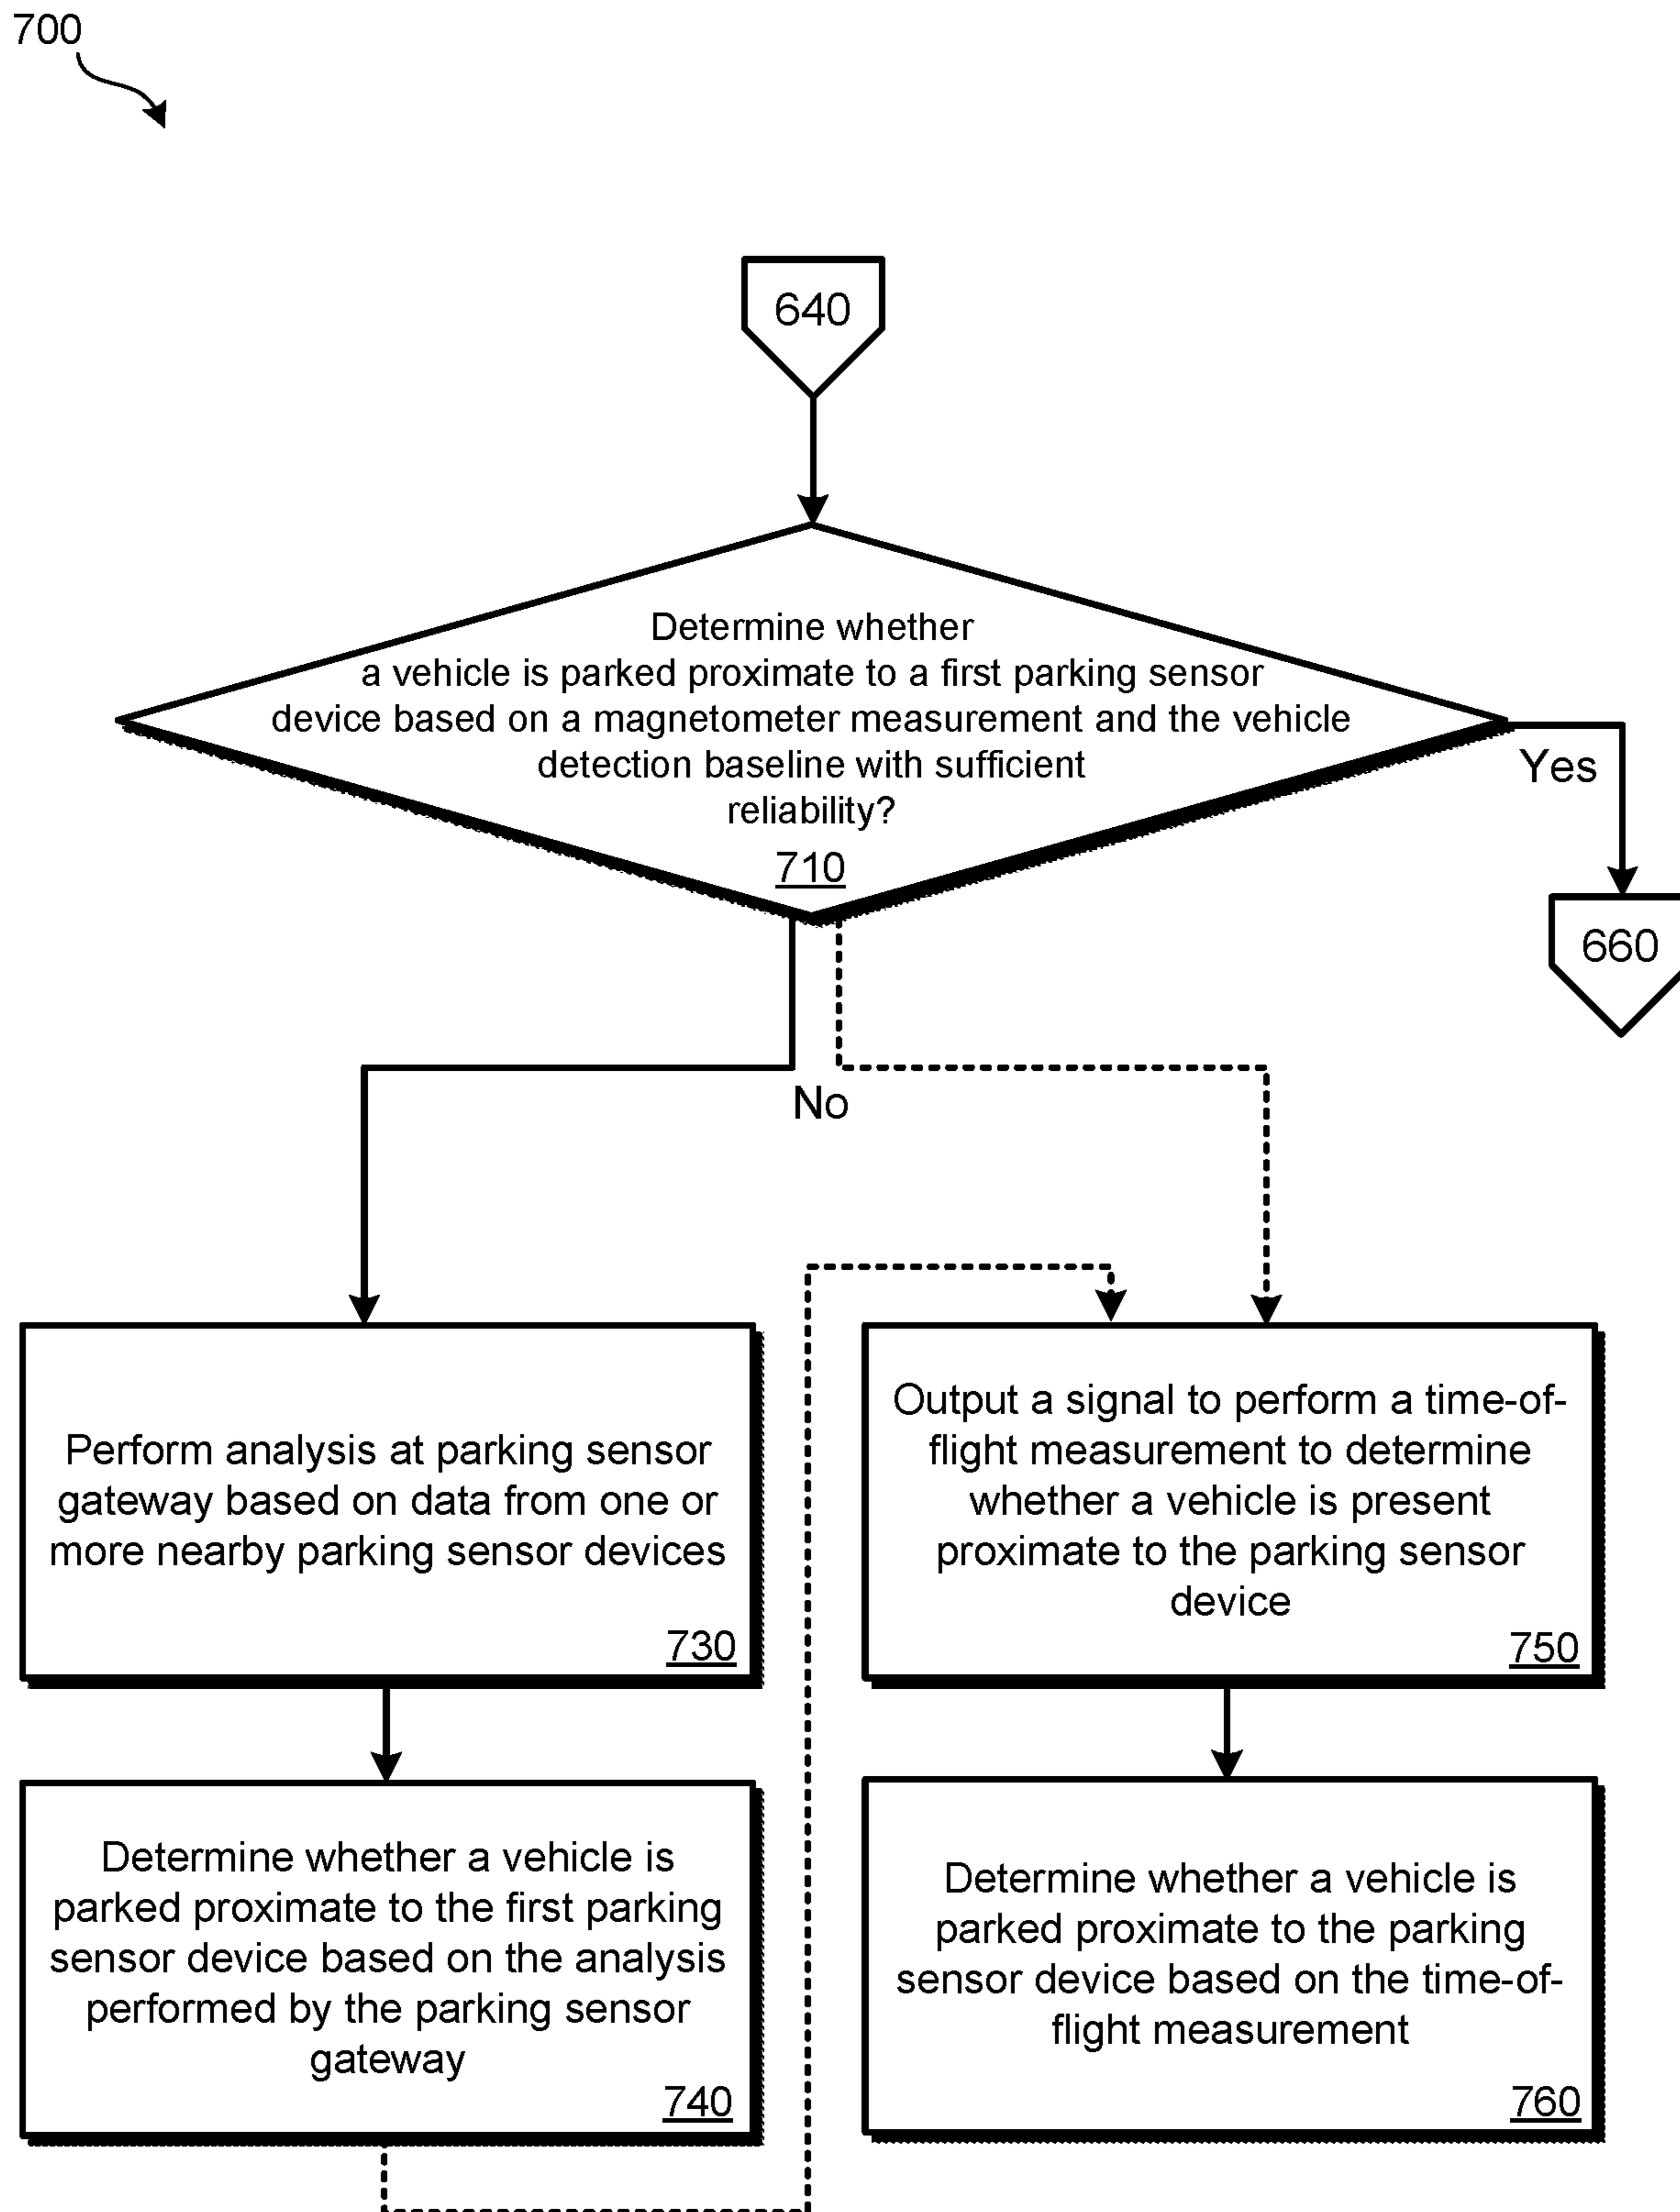 700
640
Determine whether
a vehicle is parked proximate to a first parking sensor
device based on a magnetometer measurement and the vehicle
detection baseline with sufficient
reliability?
710
Yes
660
No
Perform analysis at parking sensor
gateway based on data from one or
more nearby parking sensor devices
730
Output a signal to perform a time-of-
flight measurement to determine
whether a vehicle is present
proximate to the parking sensor
device
750
Determine whether a vehicle is
parked proximate to the first parking
sensor device based on the analysis
performed by the parking sensor
gateway
740
Determine whether a vehicle is
parked proximate to the parking
sensor device based on the time-of-
flight measurement
760